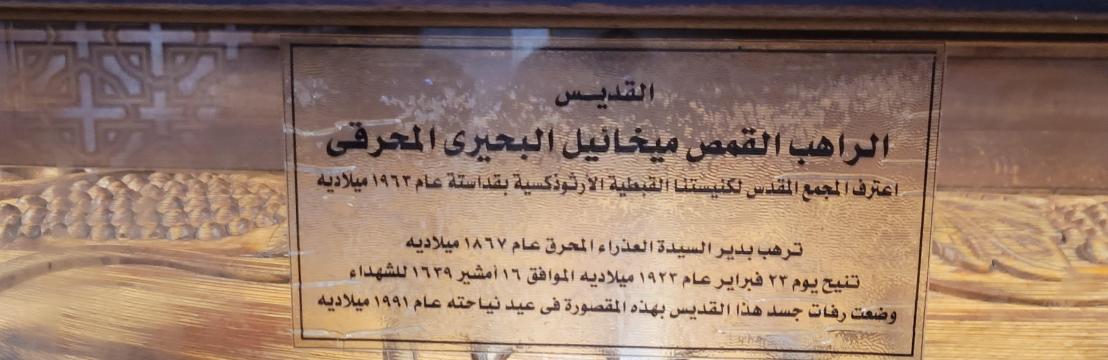 القديس
الراهب القمص ميخائيل البحيرى المحرقى
اعترف المجمع المقدس لكنيستنا القبطية الأرثوذكسية بقداستة عام ١٩٦٣ ميلاديه
ترهب بدير السيدة العذراء المحرق عام ١٨٦٧ ميلاديه
تنيح يوم ٢٣ فبراير عام ١٩٢٣ ميلاديه الموافق ١٦ أمشير ١٦٣٩ للشهداء
وضعت رفات جسد هذا القديس بهذه المقصورة فى عيد نياحته عام ١٩٩١ ميلاديه